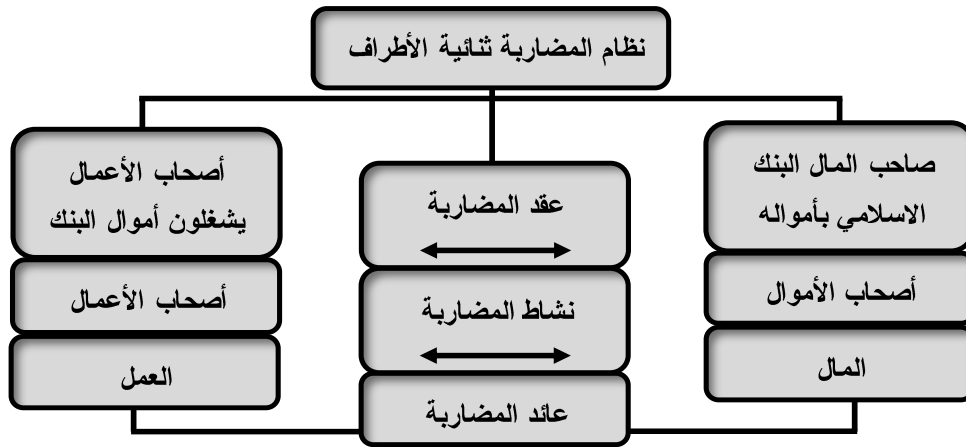 نظام المضاربة ثنائية الأطراف
صاحب المال البنك
الاسلامي بأمواله
أصحاب الأموال
المال
عقد المضاربة
نشاط المضاربة
عائد المضاربة
أصحاب الأعمال
يشغلون أموال البنك
أصحاب الأعمال
العمل